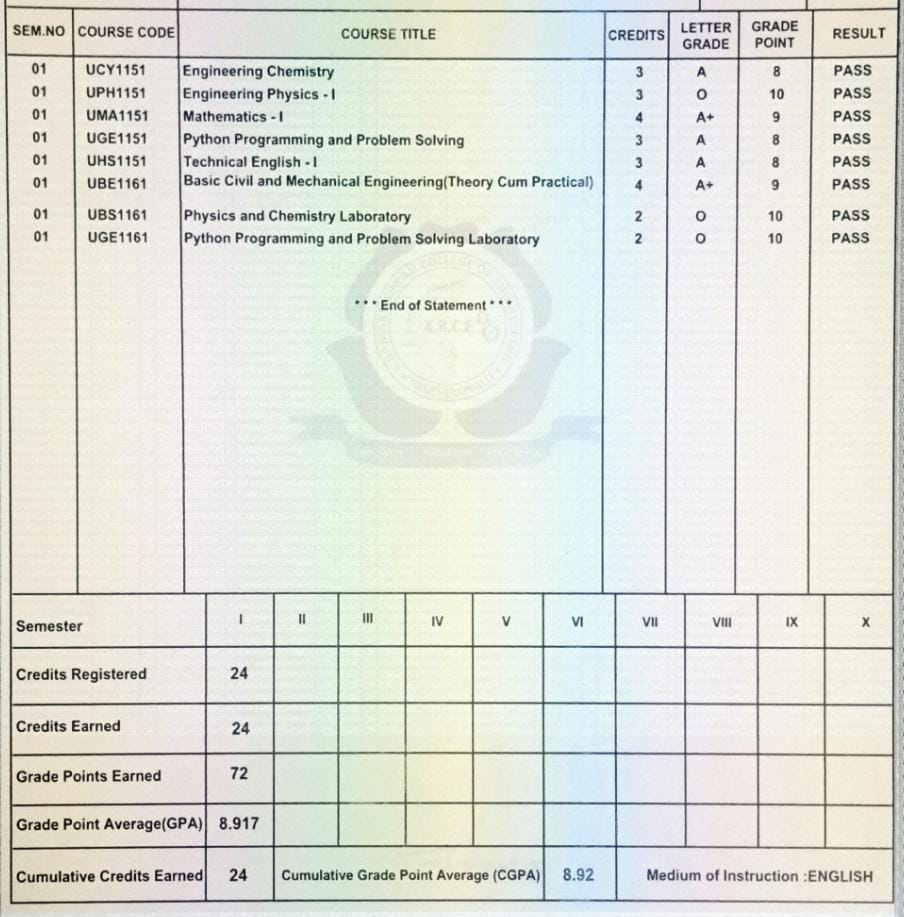 SEM.NO COURSE CODE COURSE TITLE CREDITS LETTER GRADE GRADE POINT RESULT
01 UCY1151 Engineering Chemistry 3 A 8 PASS
01 UPH1151 Engineering Physics - I 3 O 10 PASS
01 UMA1151 Mathematics - I 4 A+ 9 PASS
01 UGE1151 Python Programming and Problem Solving 3 A 8 PASS
01 UHS1151 Technical English - I 3 A 8 PASS
01 UBE1161 Basic Civil and Mechanical Engineering(Theory Cum Practical) 4 A+ 9 PASS
01 UBS1161 Physics and Chemistry Laboratory 2 O 10 PASS
01 UGE1161 Python Programming and Problem Solving Laboratory 2 O 10 PASS
* * * End of Statement * * *
Semester I II III IV V VI VII VIII IX X
Credits Registered 24
Credits Earned 24
Grade Points Earned 72
Grade Point Average(GPA) 8.917
Cumulative Credits Earned 24 Cumulative Grade Point Average (CGPA) 8.92 Medium of Instruction :ENGLISH